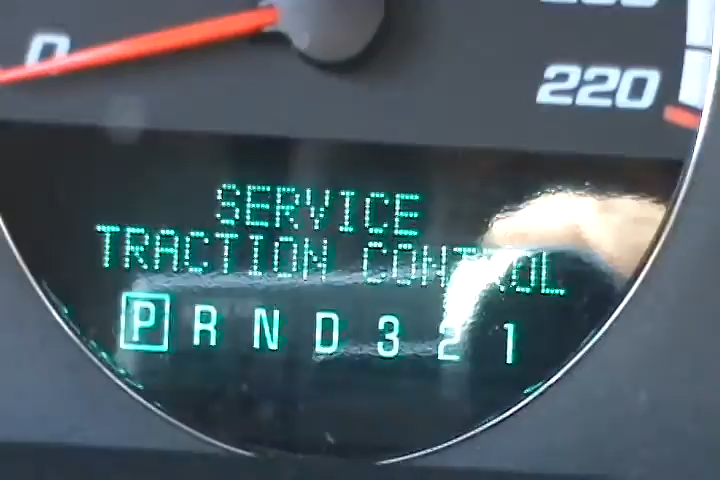 0
220
SERVICE
TRACTION CONTROL
P R N D 3 2 1